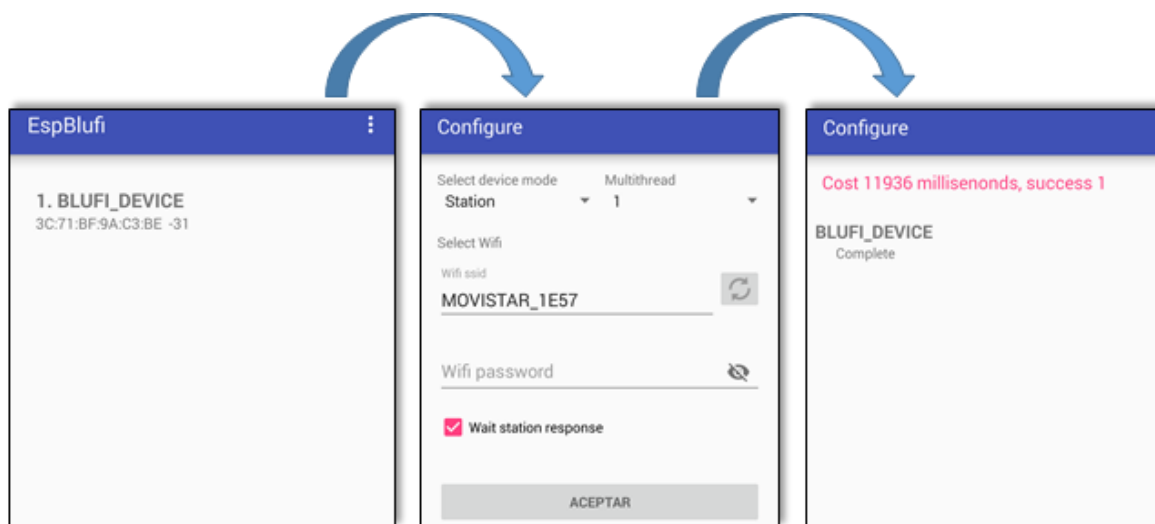 EspBlufi
1. BLUFI_DEVICE
3C:71:BF:9A:C3:BE -31
Configure
Select device mode
Multithread
Station
1
Select Wifi
Wifi ssid
MOVISTAR_1E57
Wifi password
Wait station response
ACEPTAR
Configure
Cost 11936 millisenonds, success 1
BLUFI_DEVICE
Complete